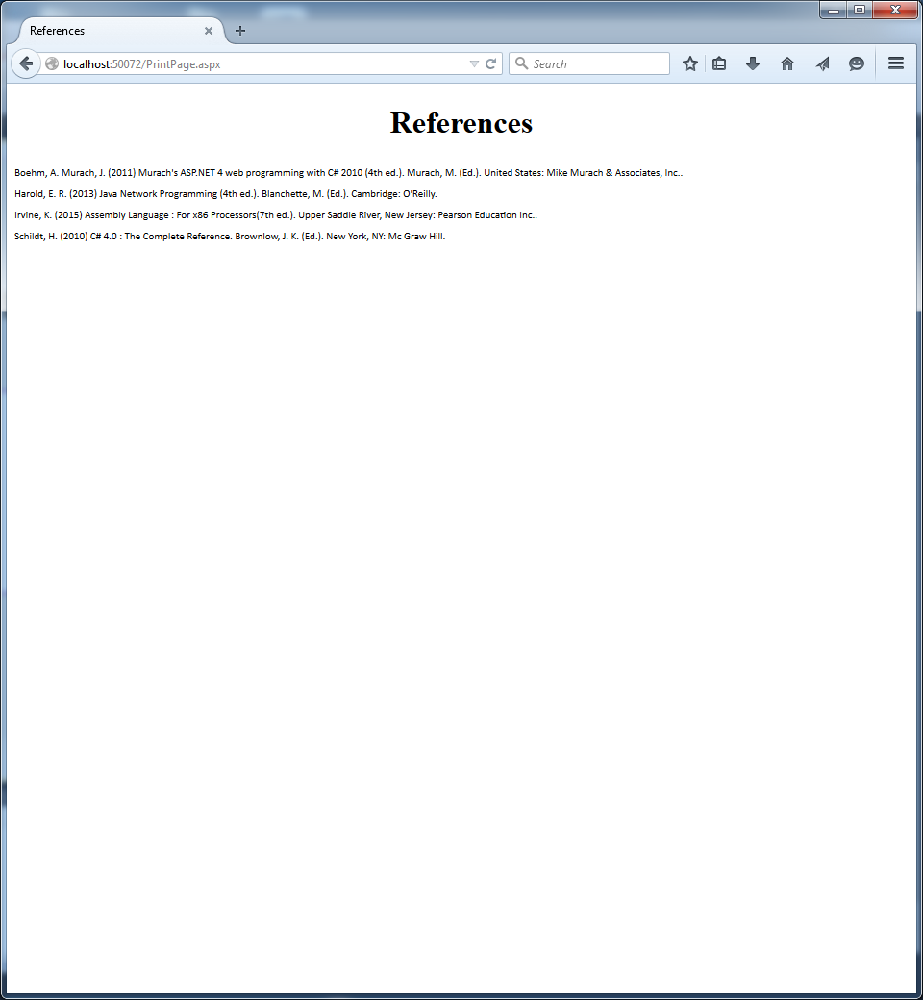 References
localhost:50072/PrintPage.aspx
Search
References
Boehm, A. Murach, J. (2011) Murach's ASP.NET 4 web programming with C# 2010 (4th ed.). Murach, M. (Ed.). United States: Mike Murach & Associates, Inc..
Harold, E. R. (2013) Java Network Programming (4th ed.). Blanchette, M. (Ed.). Cambridge: O'Reilly.
Irvine, K. (2015) Assembly Language : For x86 Processors(7th ed.). Upper Saddle River, New Jersey: Pearson Education Inc..
Schildt, H. (2010) C# 4.0 : The Complete Reference. Brownlow, J. K. (Ed.). New York, NY: Mc Graw Hill.